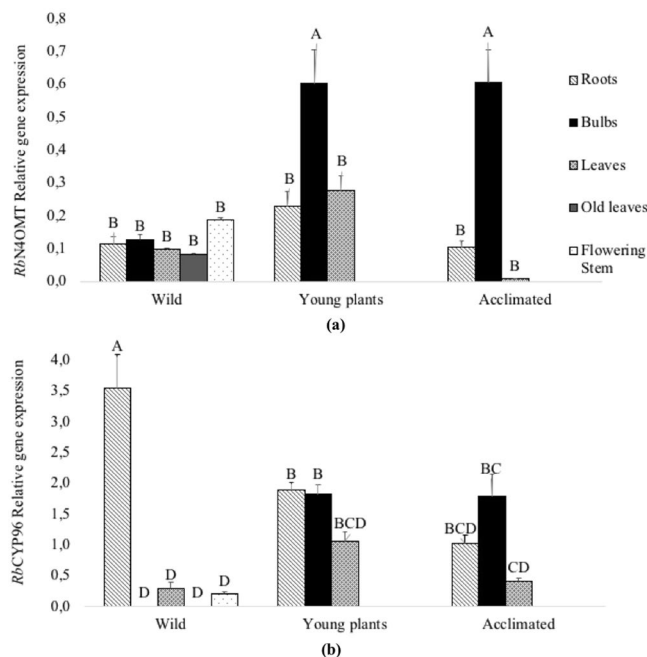 RbN4OMT Relative gene expression
0,8
0,7
0,6
0,5
0,4
0,3
0,2
0,1
0,0
B
B
B
B
B
B
A
B
B
A
B
Wild
Young plants
Acclimated
Roots
Bulbs
Leaves
Old leaves
Flowering
Stem
(a)
RbCYP96 Relative gene expression
4,0
3,5
3,0
2,5
2,0
1,5
1,0
0,5
0,0
A
D
D
D
D
B
B
BCD
BCD
BC
CD
Wild
Young plants
Acclimated
(b)